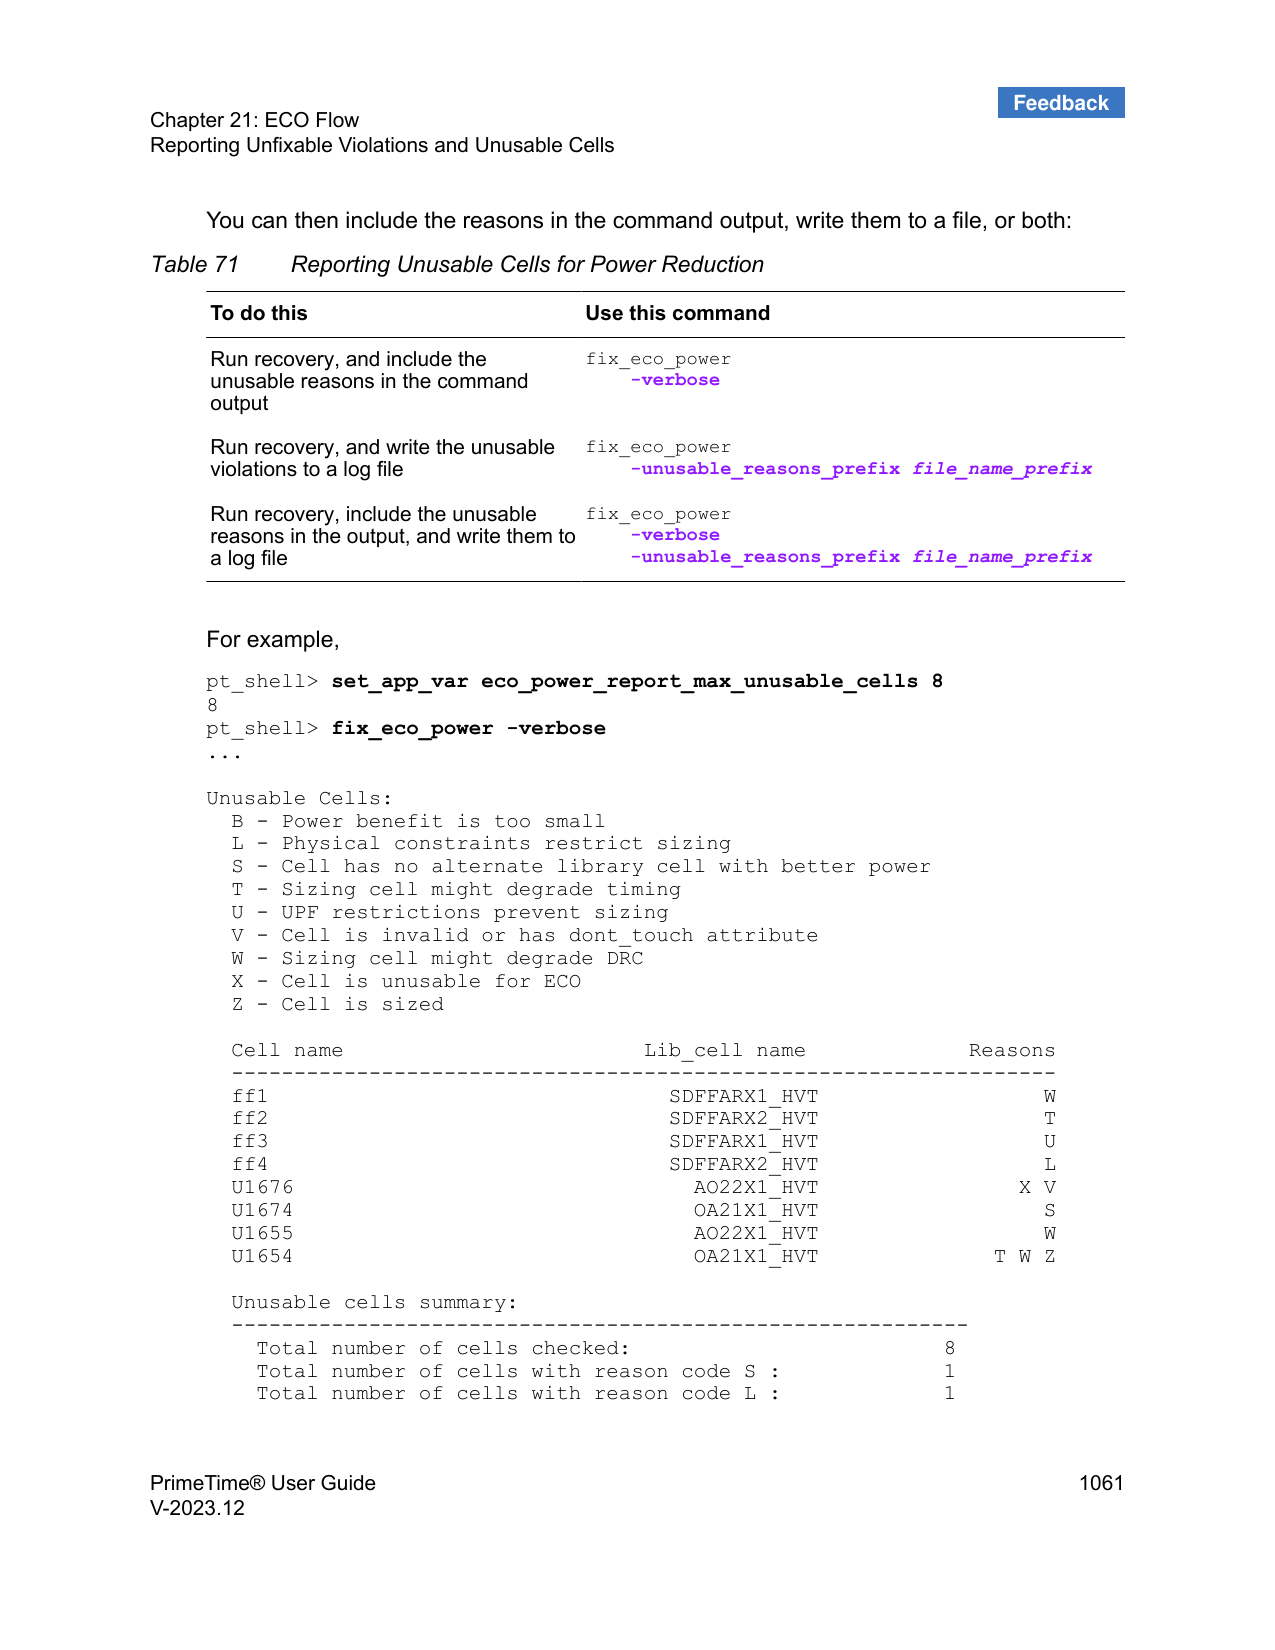 Feedback
Chapter 21: ECO Flow
Reporting Unfixable Violations and Unusable Cells
You can then include the reasons in the command output, write them to a file, or both:
Table 71 Reporting Unusable Cells for Power Reduction
To do this Use this command
Run recovery, and include the fix_eco_power
unusable reasons in the command -verbose
output
Run recovery, and write the unusable fix_eco_power
violations to a log file -unusable_reasons_prefix file_name_prefix
Run recovery, include the unusable fix_eco_power
reasons in the output, and write them to -verbose
a log file -unusable_reasons_prefix file_name_prefix
For example,
pt_shell> set_app_var eco_power_report_max_unusable_cells 8
8
pt_shell> fix_eco_power -verbose
...
Unusable Cells:
B - Power benefit is too small
L - Physical constraints restrict sizing
S - Cell has no alternate library cell with better power
T - Sizing cell might degrade timing
U - UPF restrictions prevent sizing
V - Cell is invalid or has dont_touch attribute
W - Sizing cell might degrade DRC
X - Cell is unusable for ECO
Z - Cell is sized
Cell name Lib_cell name Reasons
------------------------------------------------------------------
ff1 SDFFARX1_HVT W
ff2 SDFFARX2_HVT T
ff3 SDFFARX1_HVT U
ff4 SDFFARX2_HVT L
U1676 AO22X1_HVT X V
U1674 OA21X1_HVT S
U1655 AO22X1_HVT W
U1654 OA21X1_HVT T W Z
Unusable cells summary:
-----------------------------------------------------------
Total number of cells checked: 8
Total number of cells with reason code S : 1
Total number of cells with reason code L : 1
PrimeTime® User Guide 1061
V-2023.12